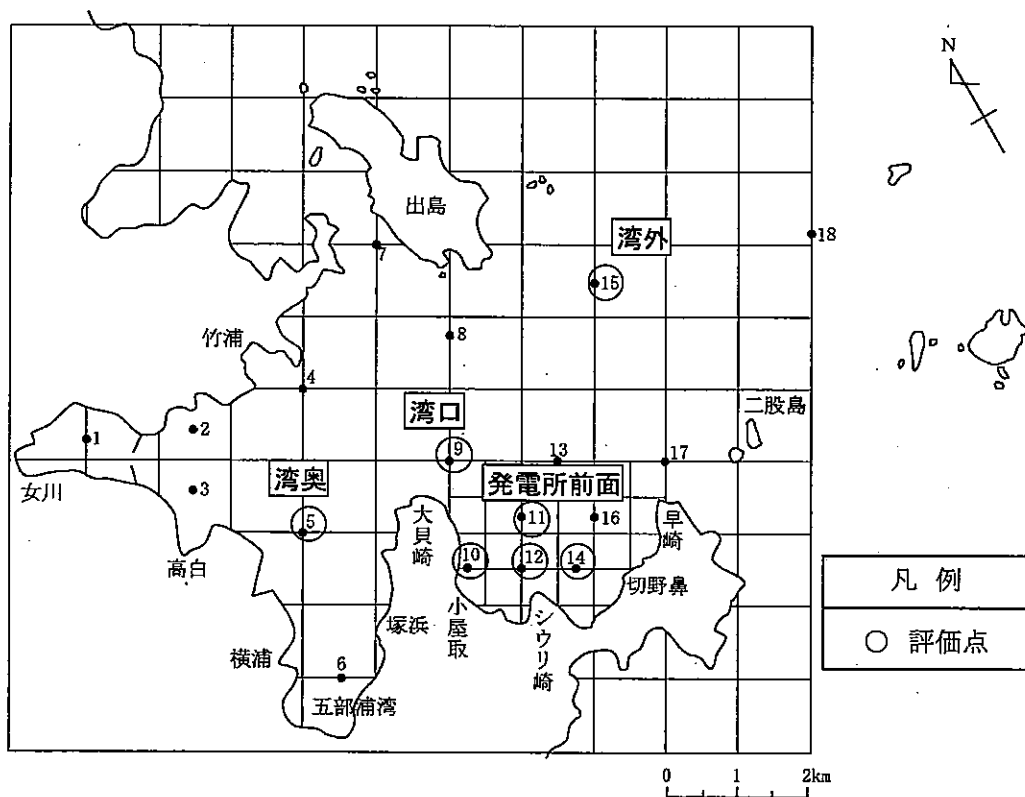 N
出島
湾外
18
7
15
竹浦
8
4
二股島
湾口
2
1
9
13
17
湾奥
発電所前面
女川
3
5
大貝崎
11
16
早崎
高白
10
12
14
切野鼻
小屋取
塚浜
シウリ崎
横浦
6
五部浦湾
凡例
○ 評価点
0 1 2km